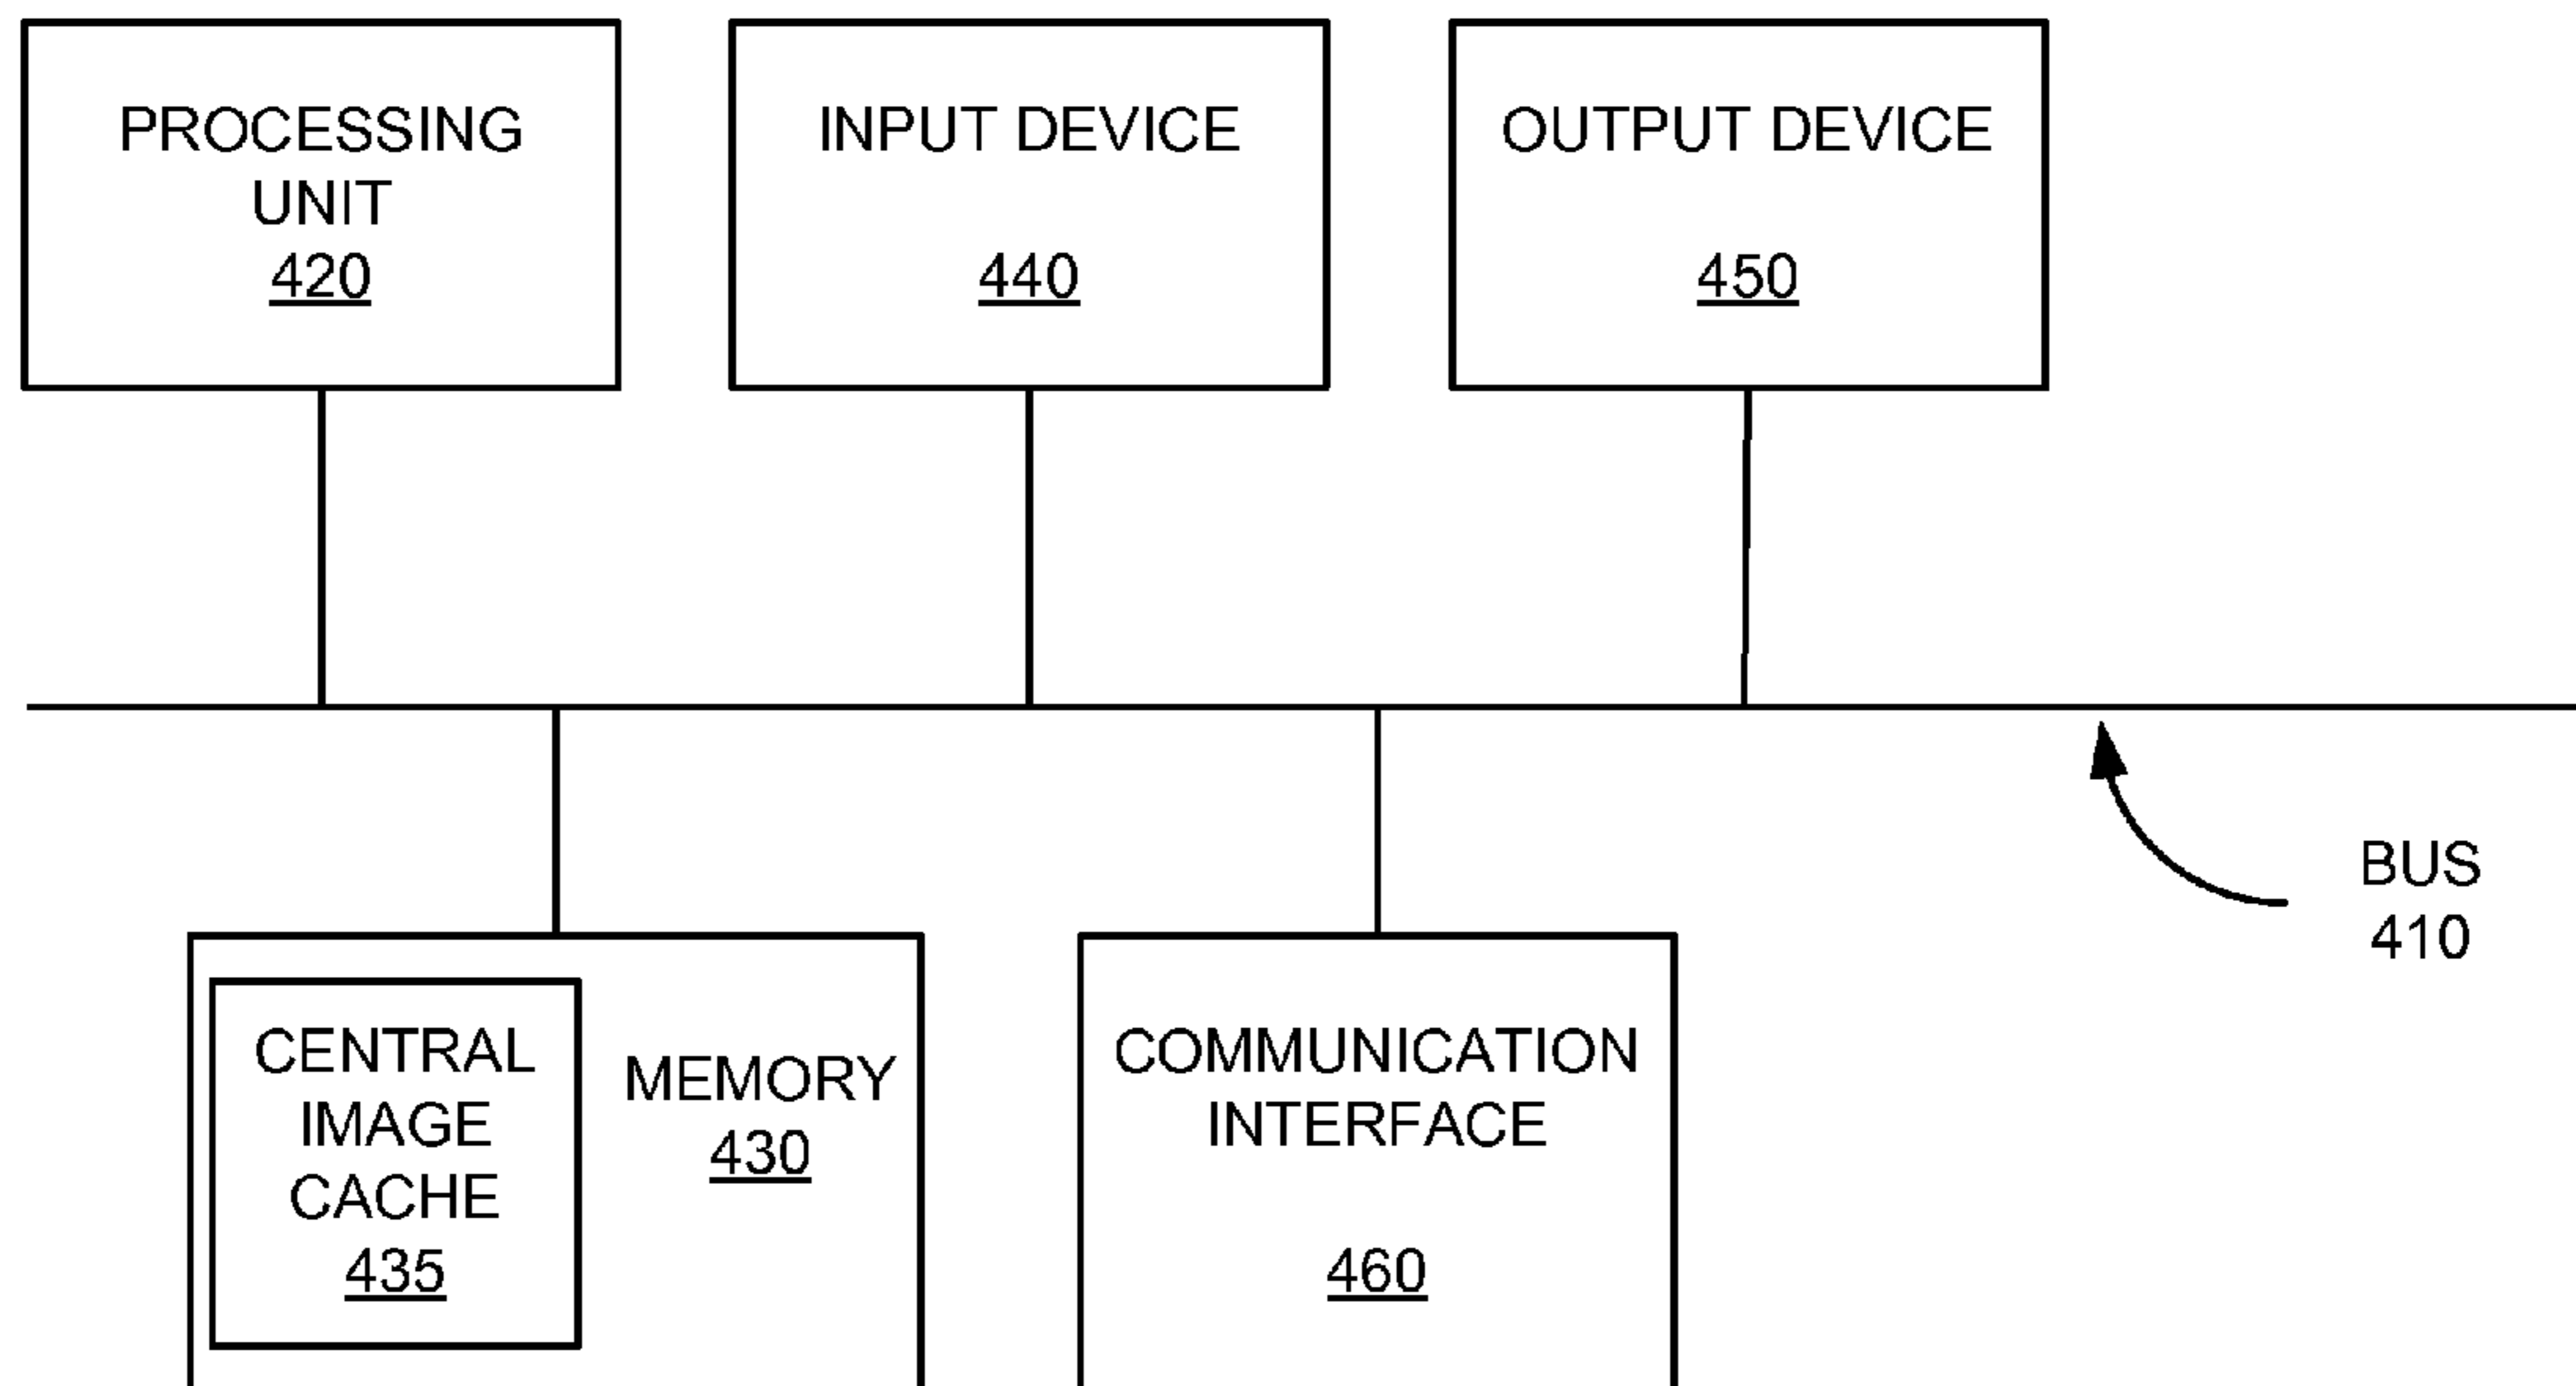 PROCESSING
UNIT
420
INPUT DEVICE
440
OUTPUT DEVICE
450
BUS
410
CENTRAL
IMAGE
CACHE
435
MEMORY
430
COMMUNICATION
INTERFACE
460